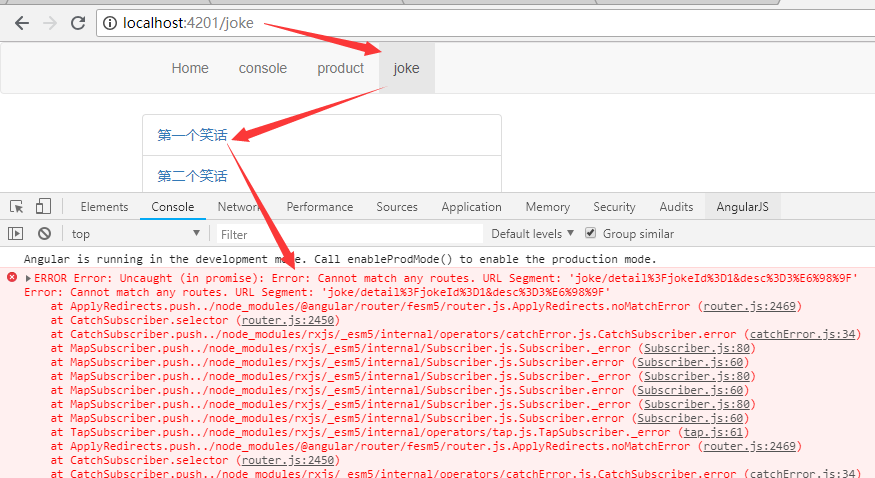 localhost:4201/joke
Home console product joke
第一个笑话
第二个笑话
Elements Console Network Performance Sources Application Memory Security Audits AngularJS
top Filter Default levels Group similar
Angular is running in the development mode. Call enableProdMode() to enable the production mode.
ERROR Error: Uncaught (in promise): Error: Cannot match any routes. URL Segment: 'joke/detail%3FjokeId%3D1&desc%3D3%E6%98%9F'
Error: Cannot match any routes. URL Segment: 'joke/detail%3FjokeId%3D1&desc%3D3%E6%98%9F'
at ApplyRedirects.push../node_modules/@angular/router/fesm5/router.js.ApplyRedirects.noMatchError (router.js:2469)
at CatchSubscriber.selector (router.js:2450)
at CatchSubscriber.push../node_modules/rxjs/_esm5/internal/operators/catchError.js.CatchSubscriber.error (catchError.js:34)
at MapSubscriber.push../node_modules/rxjs/_esm5/internal/Subscriber.js.Subscriber._error (Subscriber.js:80)
at MapSubscriber.push../node_modules/rxjs/_esm5/internal/Subscriber.js.Subscriber.error (Subscriber.js:60)
at MapSubscriber.push../node_modules/rxjs/_esm5/internal/Subscriber.js.Subscriber._error (Subscriber.js:80)
at MapSubscriber.push../node_modules/rxjs/_esm5/internal/Subscriber.js.Subscriber.error (Subscriber.js:60)
at MapSubscriber.push../node_modules/rxjs/_esm5/internal/Subscriber.js.Subscriber._error (Subscriber.js:80)
at MapSubscriber.push../node_modules/rxjs/_esm5/internal/Subscriber.js.Subscriber.error (Subscriber.js:60)
at TapSubscriber.push../node_modules/rxjs/_esm5/internal/operators/tap.js.TapSubscriber._error (tap.js:61)
at ApplyRedirects.push../node_modules/@angular/router/fesm5/router.js.ApplyRedirects.noMatchError (router.js:2469)
at CatchSubscriber.selector (router.js:2450)
at CatchSubscriber.push../node_modules/rxjs/_esm5/internal/operators/catchError.js.CatchSubscriber.error (catchError.js:34)